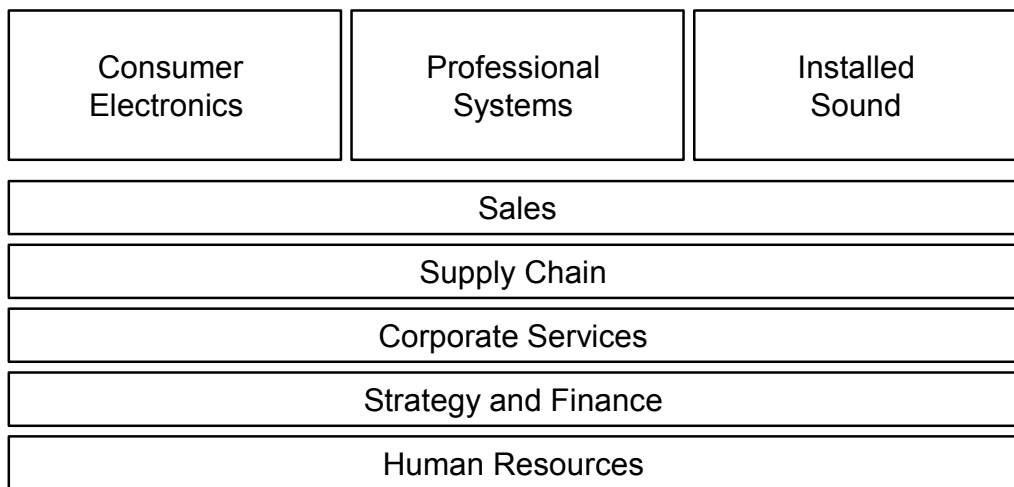 Consumer
Electronics
Professional
Systems
Installed
Sound
Sales
Supply Chain
Corporate Services
Strategy and Finance
Human Resources